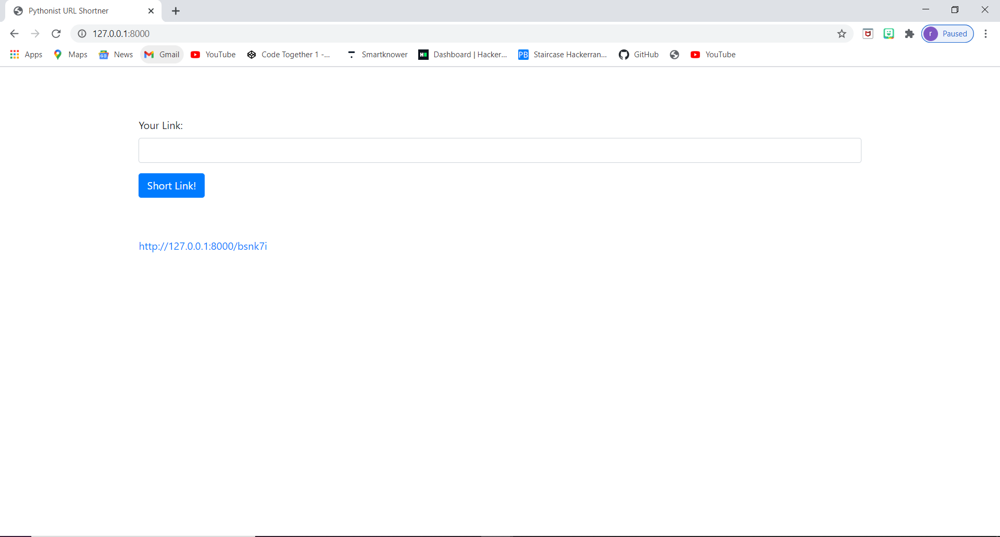 Pythonist URL Shortner
127.0.0.1:8000
r Paused
Apps Maps News Gmail YouTube Code Together 1 -... Smartknower H Dashboard | Hacker... PB Staircase Hackerran... GitHub YouTube
Your Link:
Short Link!
http://127.0.0.1:8000/bsnk7i